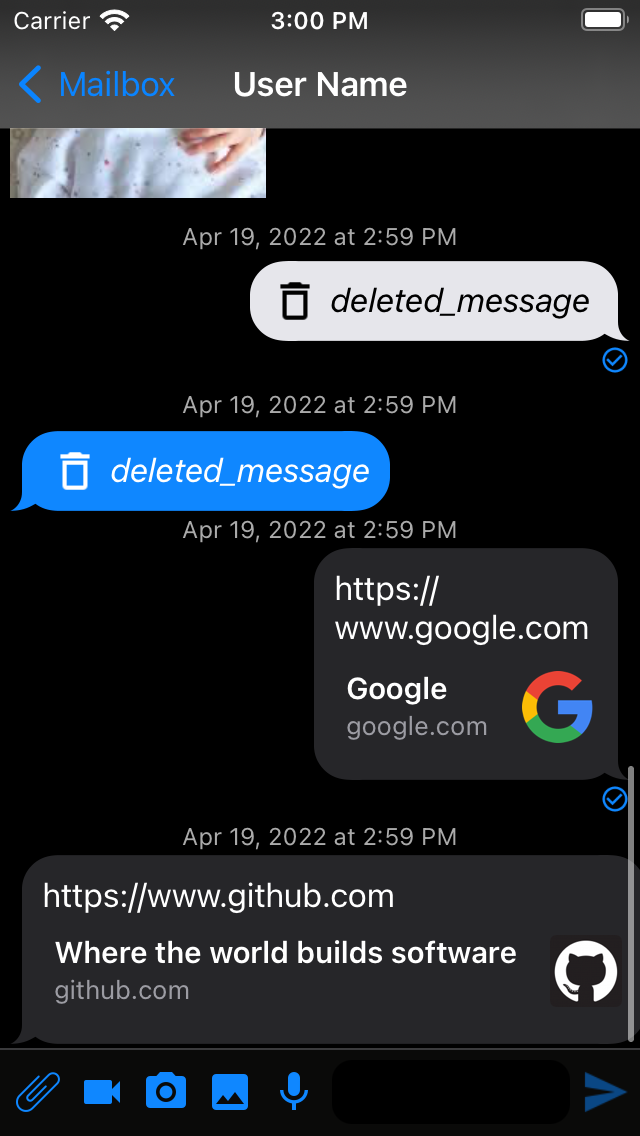 Carrier 3:00 PM
Mailbox User Name
Apr 19, 2022 at 2:59 PM
deleted_message
Apr 19, 2022 at 2:59 PM
deleted_message
Apr 19, 2022 at 2:59 PM
https://
www.google.com
Google
google.com
Apr 19, 2022 at 2:59 PM
https://www.github.com
Where the world builds software
github.com